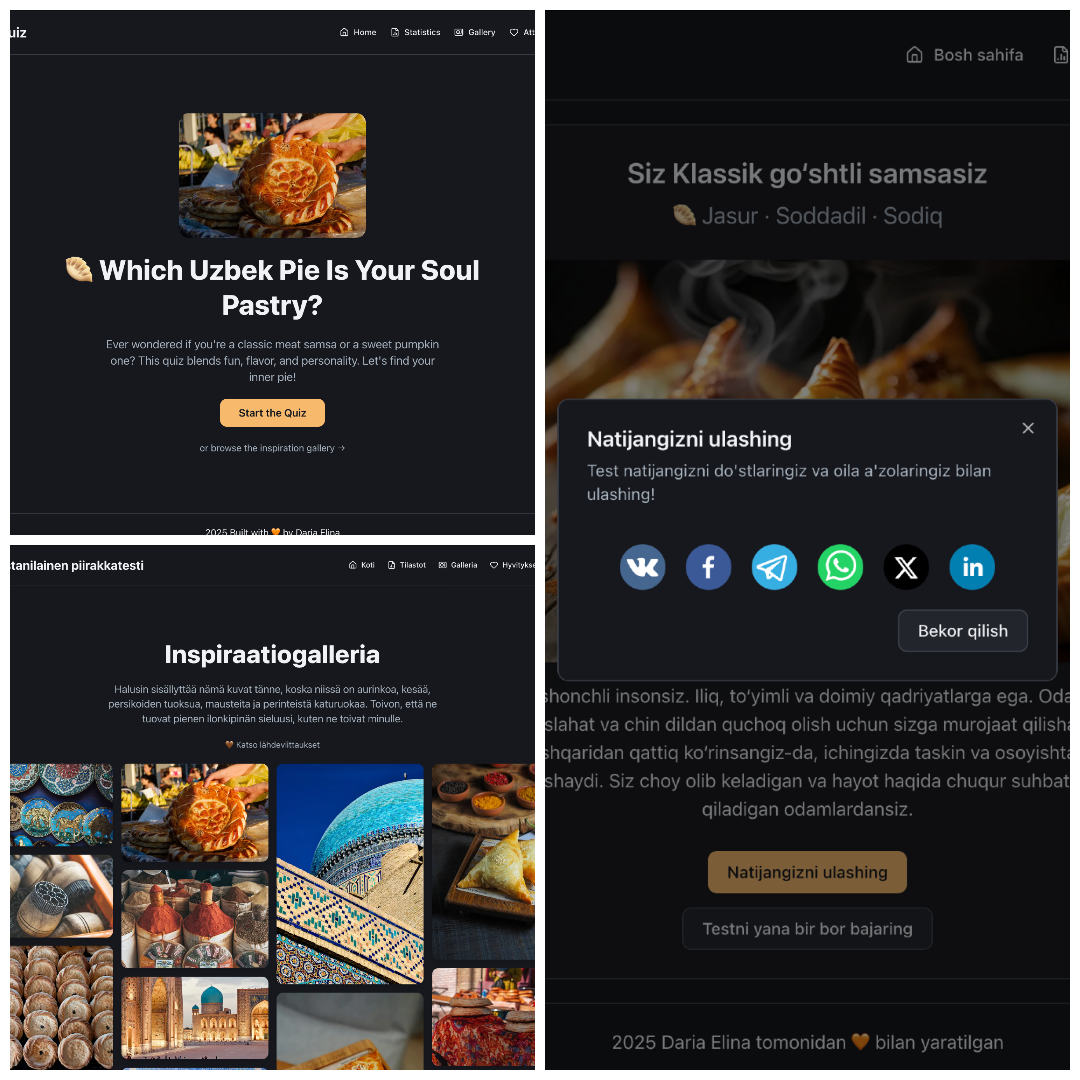 uiz
Home
Statistics
Gallery
Att
Which Uzbek Pie Is Your Soul
Pastry?
Ever wondered if you're a classic meat samsa or a sweet pumpkin
one? This quiz blends fun, flavor, and personality. Let's find your
inner pie!
Start the Quiz
or browse the inspiration gallery →
2025 Built with 🧡 by Daria Elina
stanilainen piirakkatesti
Koti
Tilastot
Galleria
Hyvitykse
Inspiraatiogalleria
Halusin sisällyttää nämä kuvat tänne, koska niissä on aurinkoa, kesää,
persikoiden tuoksua, mausteita ja perinteistä katuruokaa. Toivon, että ne
tuovat pienen ilonkipinän sieluusi, kuten ne toivat minulle.
🧡 Katso lähdeviittaukset
Bosh sahifa
Siz Klassik go‘shtli samsasiz
Jasur · Soddadil · Sodiq
Natijangizni ulashing
Test natijangizni do'stlaringiz va oila a'zolaringiz bilan
ulashing!
Bekor qilish
shonchli insonsiz. Iliq, to‘yimli va doimiy qadriyatlarga ega. Oda
slahat va chin dildan quchoq olish uchun sizga murojaat qilisha
shqaridan qattiq ko‘rinsangiz-da, ichingizda taskin va osoyishta
shaydi. Siz choy olib keladigan va hayot haqida chuqur suhbat
qiladigan odamlardansiz.
Natijangizni ulashing
Testni yana bir bor bajaring
2025 Daria Elina tomonidan 🧡 bilan yaratilgan